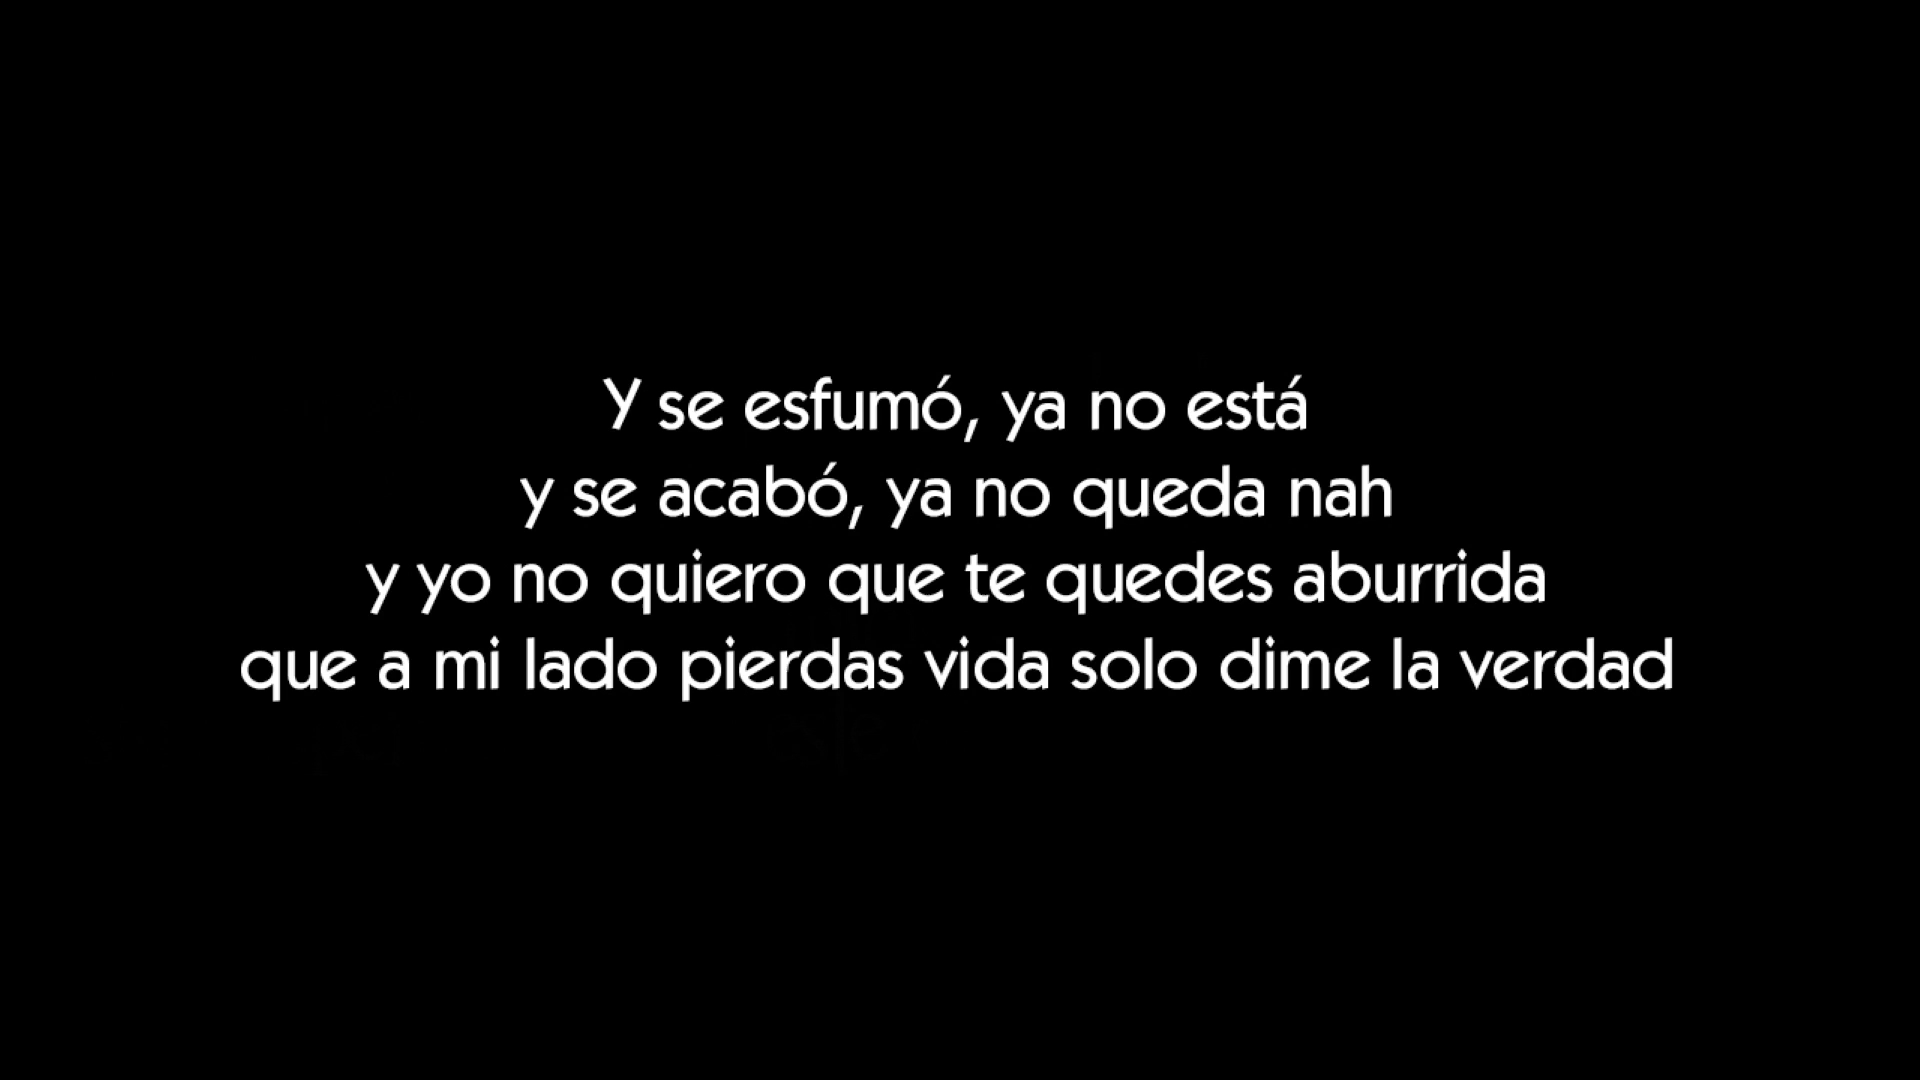 Y se esfumó, ya no está
y se acabó, ya no queda nah
y yo no quiero que te quedes aburrida
que a mi lado pierdas vida solo dime la verdad